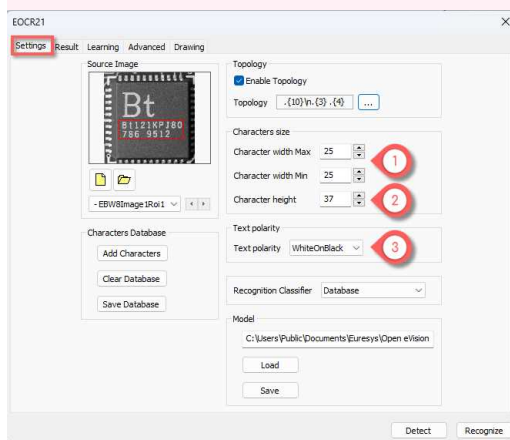 EOCR21
Settings Result Learning Advanced Drawing
Source Image
Bt
Bt121KPJ80
786 9512
- EBW8Image1Roi1
Characters Database
Add Characters
Clear Database
Save Database
Topology
Enable Topology
Topology .{10}\n.{3} .{4} ...
Characters size
Character width Max 25
1
Character width Min 25
Character height 37
2
Text polarity
Text polarity WhiteOnBlack
3
Recognition Classifier Database
Model
C:\Users\Public\Documents\Euresys\Open eVision
Load
Save
Detect Recognize